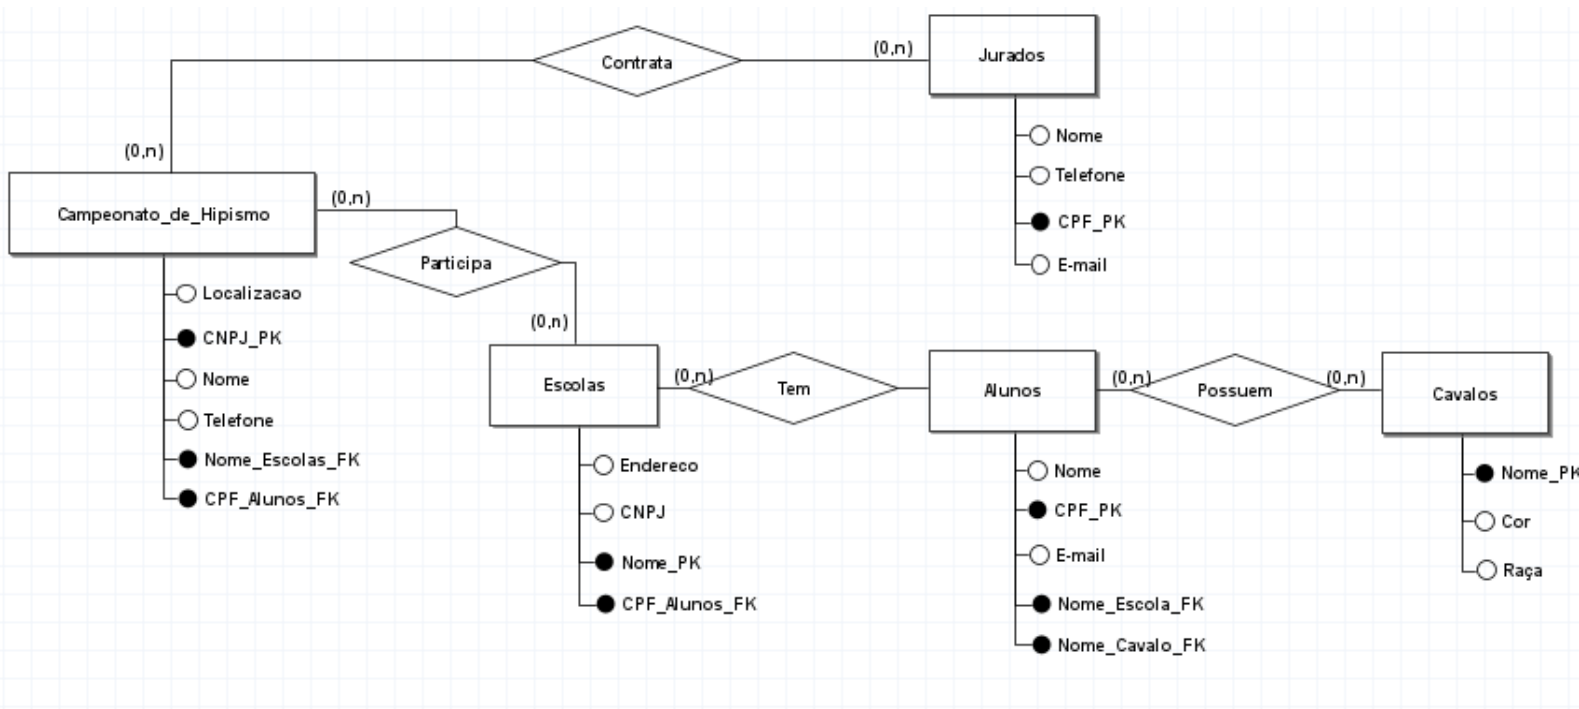 Contrata
(0,n)
Jurados
Nome
Telefone
CPF_PK
E-mail
(0,n)
Campeonato_de_Hipismo
(0,n)
Localizacao
CNPJ_PK
Nome
Telefone
Nome_Escolas_FK
CPF_Alunos_FK
Participa
(0,n)
Escolas
(0,n)
Endereco
CNPJ
Nome_PK
CPF_Alunos_FK
Tem
Alunos
(0,n)
Nome
CPF_PK
E-mail
Nome_Escola_FK
Nome_Cavalo_FK
Possuem
(0,n)
Cavalos
Nome_PK
Cor
Raça